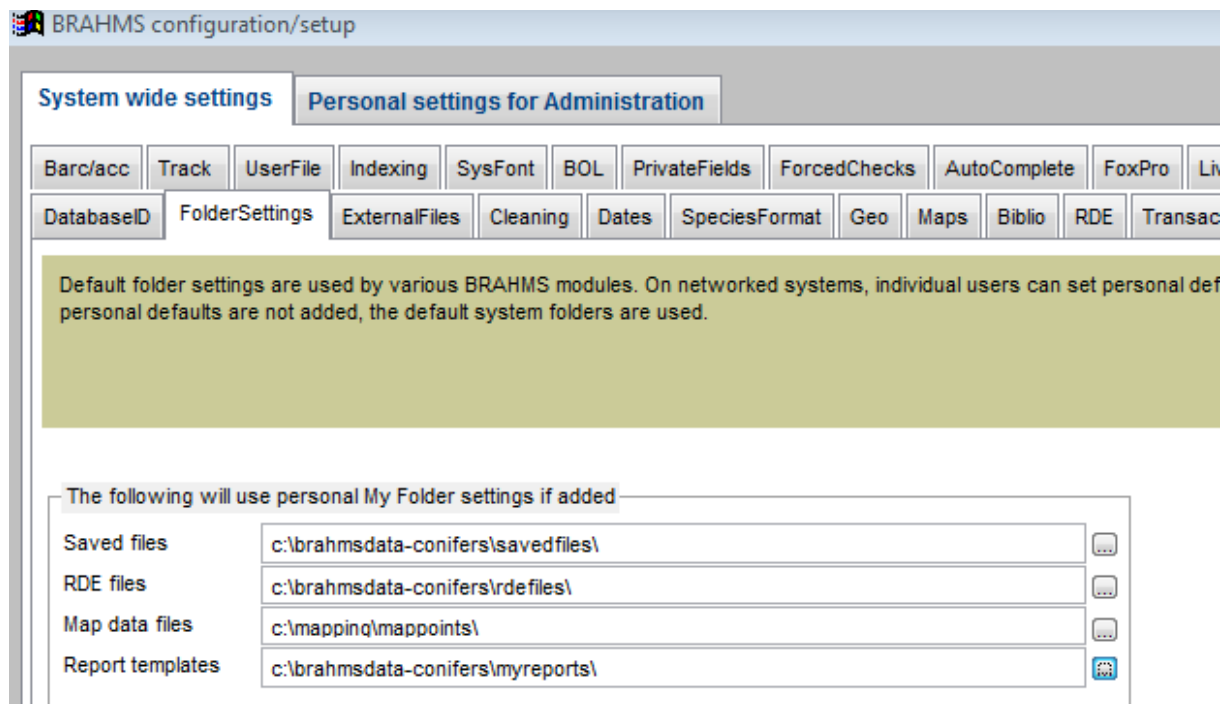 BRAHMS configuration/setup
System wide settings Personal settings for Administration
Barc/acc Track UserFile Indexing SysFont BOL PrivateFields ForcedChecks AutoComplete FoxPro
DatabaseID FolderSettings ExternalFiles Cleaning Dates SpeciesFormat Geo Maps Biblio RDE Transac
Default folder settings are used by various BRAHMS modules. On networked systems, individual users can set personal def
personal defaults are not added, the default system folders are used.
The following will use personal My Folder settings if added
Saved files c:\brahmsdata-conifers\savedfiles\ ...
RDE files c:\brahmsdata-conifers\rdefiles\ ...
Map data files c:\mapping\mappoints\ ...
Report templates c:\brahmsdata-conifers\myreports\ ...